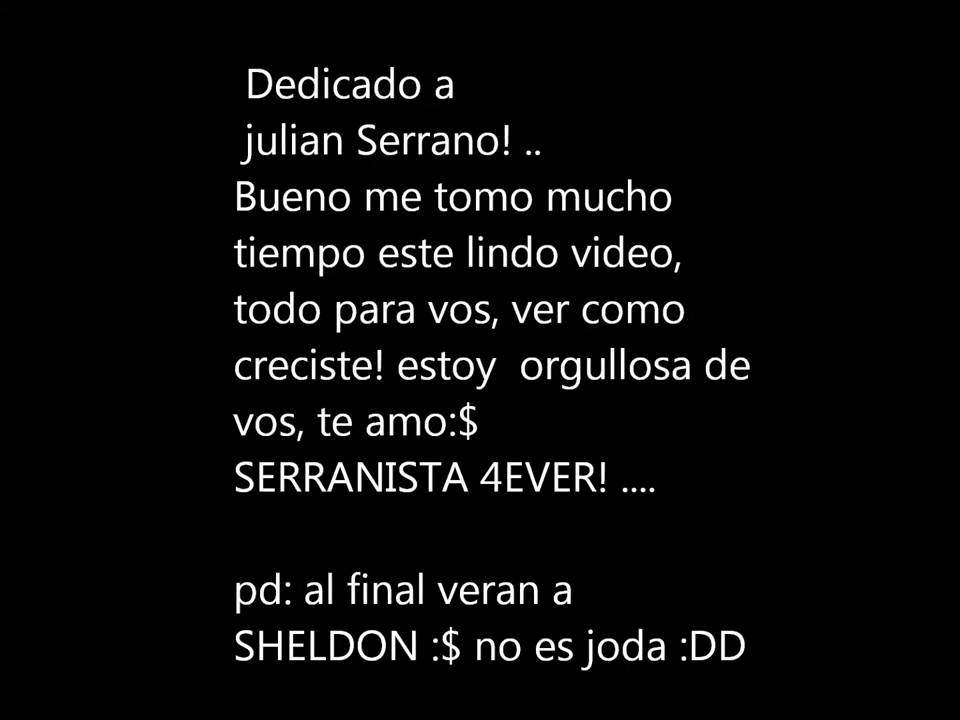 Dedicado a
julian Serrano! ..
Bueno me tomo mucho
tiempo este lindo video,
todo para vos, ver como
creciste! estoy  orgullosa de
vos, te amo:$
SERRANISTA 4EVER! ....
pd: al final veran a
SHELDON :$ no es joda :DD